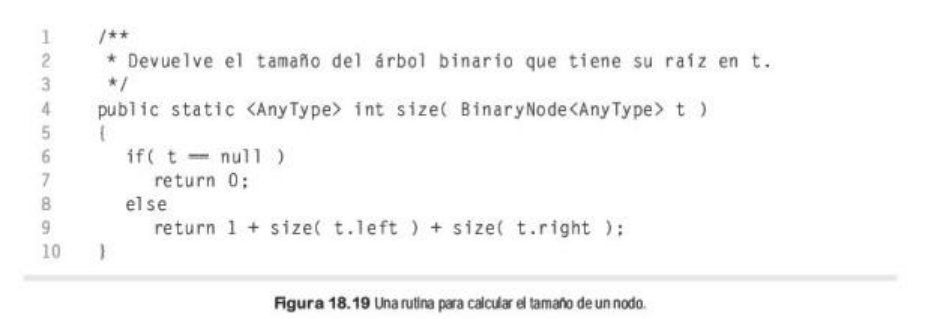 1 /**
2 * Devuelve el tamaño del árbol binario que tiene su raíz en t.
3 */
4 public static <AnyType> int size( BinaryNode<AnyType> t )
5 {
6 if( t == null )
7 return 0;
8 else
9 return 1 + size( t.left ) + size( t.right );
10 }
Figura 18.19 Una rutina para calcular el tamaño de un nodo.